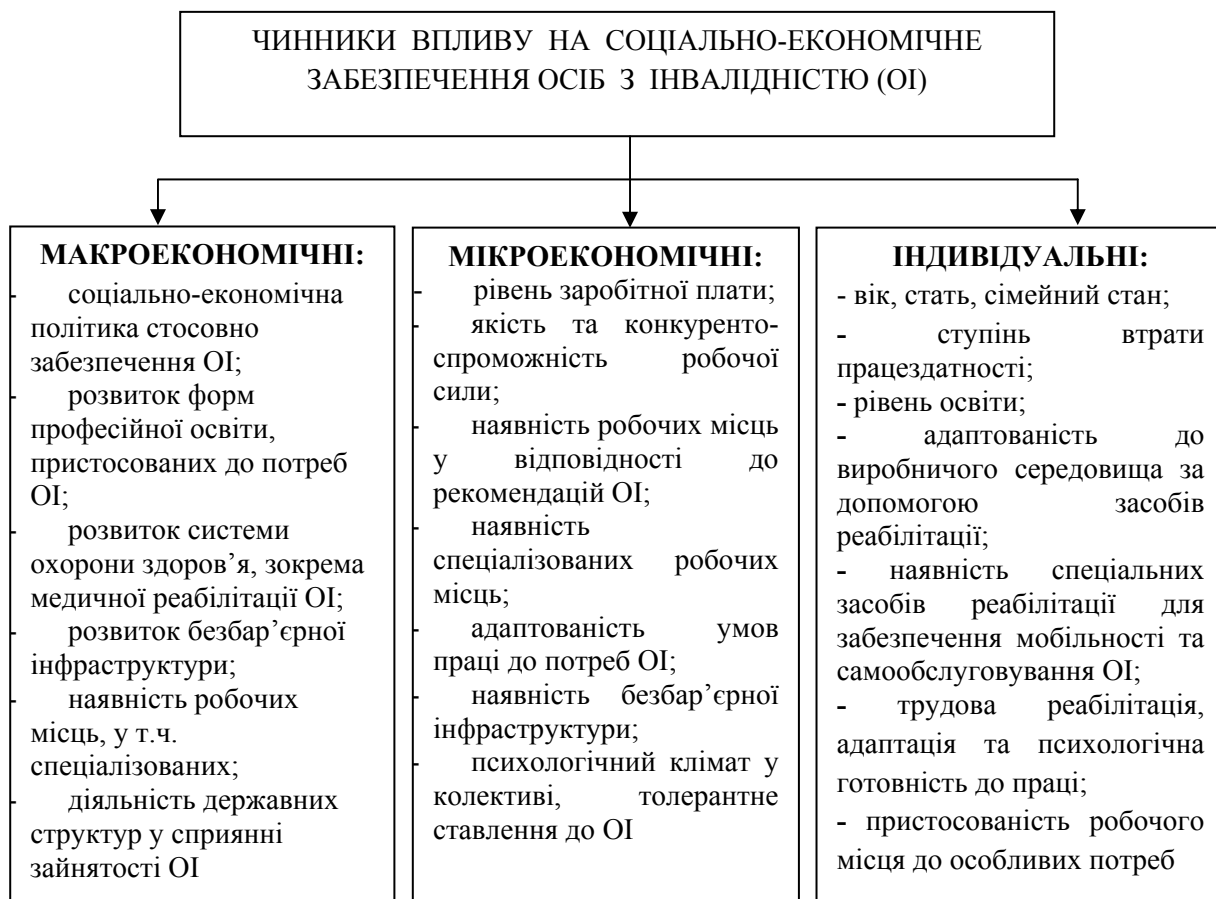 ЧИННИКИ ВПЛИВУ НА СОЦІАЛЬНО-ЕКОНОМІЧНЕ
ЗАБЕЗПЕЧЕННЯ ОСІБ З ІНВАЛІДНІСТЮ (ОІ)
МАКРОЕКОНОМІЧНІ:
- соціально-економічна
політика стосовно
забезпечення ОІ;
- розвиток форм
професійної освіти,
пристосованих до потреб
ОІ;
- розвиток системи
охорони здоров’я, зокрема
медичної реабілітації ОІ;
- розвиток безбар’єрної
інфраструктури;
- наявність робочих
місць, у т.ч.
спеціалізованих;
- діяльність державних
структур у сприянні
зайнятості ОІ
МІКРОЕКОНОМІЧНІ:
- рівень заробітної плати;
- якість та конкуренто-
спроможність робочої
сили;
- наявність робочих місць
у відповідності до
рекомендацій ОІ;
- наявність
спеціалізованих робочих
місць;
- адаптованість умов
праці до потреб ОІ;
- наявність безбар’єрної
інфраструктури;
- психологічний клімат у
колективі, толерантне
ставлення до ОІ
ІНДИВІДУАЛЬНІ:
- вік, стать, сімейний стан;
- ступінь втрати
працездатності;
- рівень освіти;
- адаптованість до
виробничого середовища за
допомогою засобів
реабілітації;
- наявність спеціальних
засобів реабілітації для
забезпечення мобільності та
самообслуговування ОІ;
- трудова реабілітація,
адаптація та психологічна
готовність до праці;
- пристосованість робочого
місця до особливих потреб